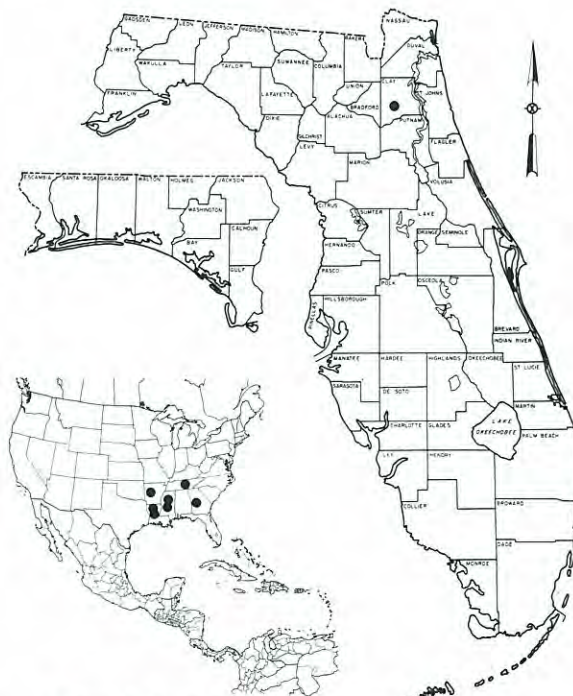 GADSDEN
LEON
JEFFERSON
MADISON
HAMILTON
BAKER
NASSAU
DUVAL
LIBERTY
WAKULLA
TAYLOR
SUWANNEE
COLUMBIA
UNION
BRADFORD
CLAY
ST. JOHNS
FRANKLIN
LAFAYETTE
DIXIE
GILCHRIST
ALACHUA
PUTNAM
FLAGLER
LEVY
MARION
VOLUSIA
ESCAMBIA
SANTA ROSA
OKALOOSA
WALTON
HOLMES
JACKSON
WASHINGTON
BAY
CALHOUN
GULF
CITRUS
SUMTER
LAKE
ORANGE
SEMINOLE
HERNANDO
PASCO
POLK
OSCEOLA
HILLSBOROUGH
PINELLAS
BREVARD
INDIAN RIVER
MANATEE
HARDEE
HIGHLANDS
OKEECHOBEE
ST. LUCIE
SARASOTA
DE SOTO
MARTIN
CHARLOTTE
GLADES
LAKE
OKEECHOBEE
PALM BEACH
LEE
HENDRY
COLLIER
BROWARD
DADE
MONROE